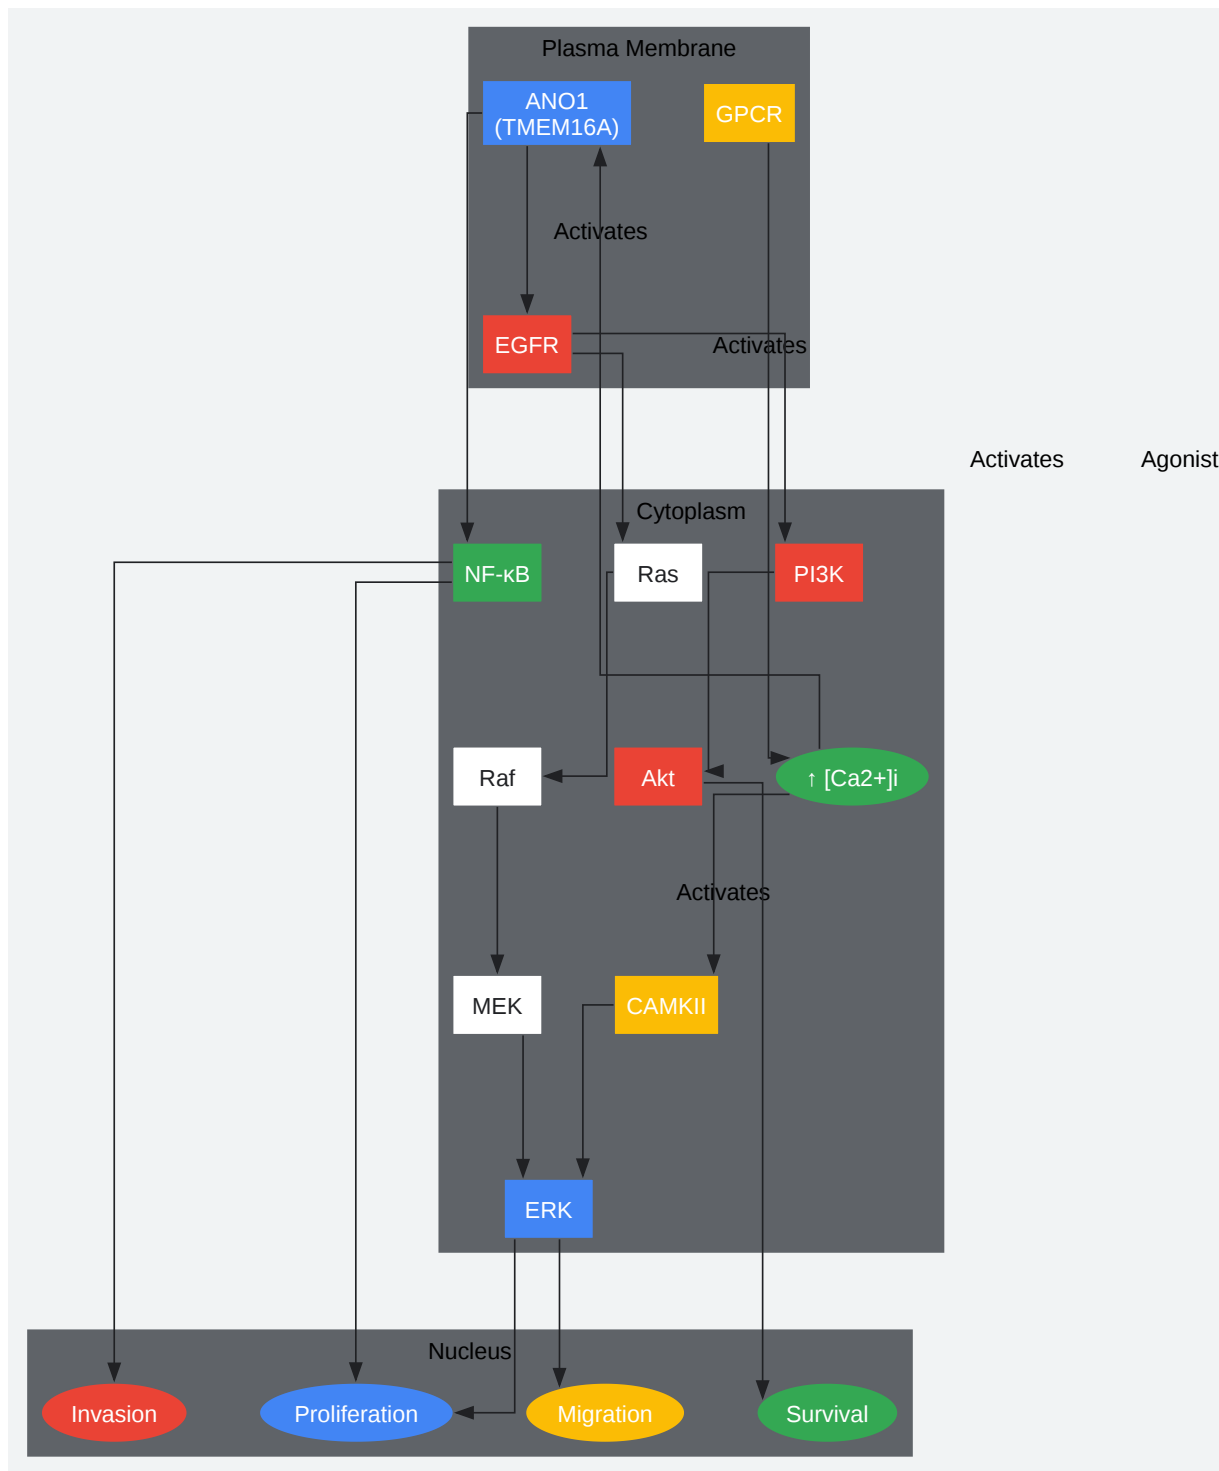 Plasma Membrane
ANO1
(TMEM16A)
GPCR
Activates
EGFR
Activates
Activates
Agonist
Cytoplasm
NF-κB
Ras
PI3K
Raf
Akt
↑ [Ca2+]i
Activates
MEK
CAMKII
ERK
Nucleus
Invasion
Proliferation
Migration
Survival